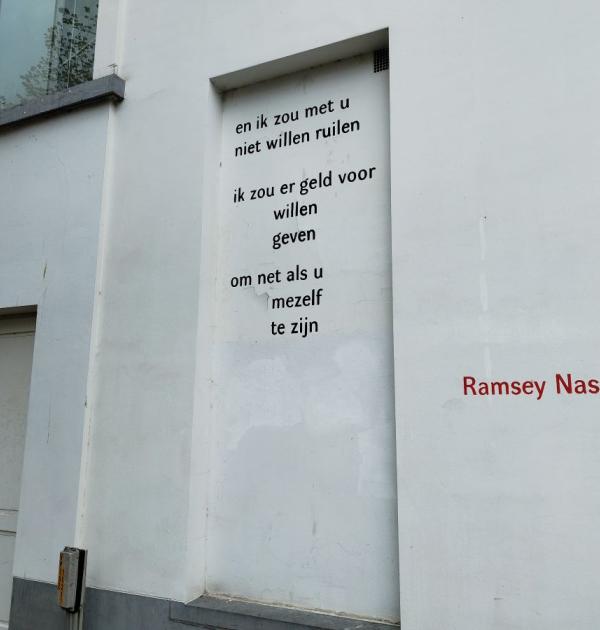 en ik zou met u
niet willen ruilen
ik zou er geld voor
willen
geven
om net als u
mezelf
te zijn
Ramsey Nas